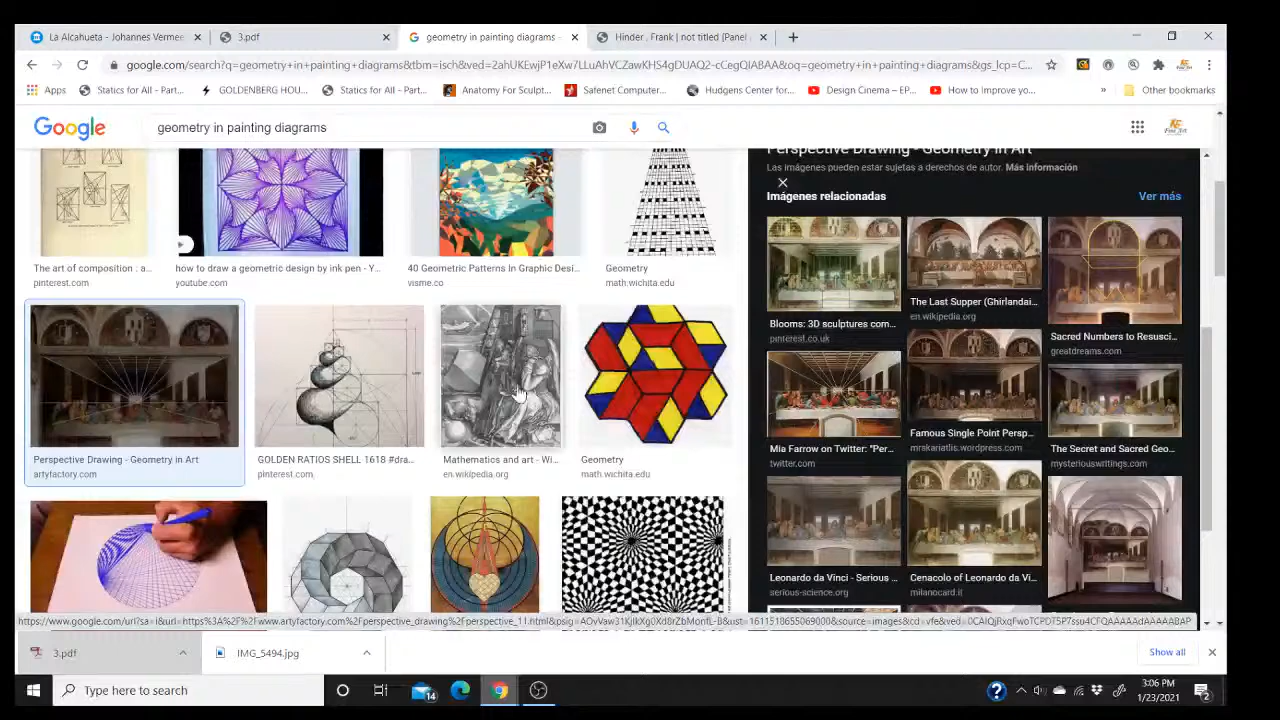 La Alcahueta - Johannes Vermee
3.pdf
geometry in painting diagrams -
Hinder , Frank | not titled [Panel
google.com/search?q=geometry+in+painting+diagrams&tbm=isch&ved=2ahUKEwjP1eXw7LLuAhVCZawKHS4gDUAQ2-cCegQIABAA&oq=geometry+in+painting+diagrams&gs_lcp=C...
Apps
Statics for All - Part...
GOLDENBERG HOU...
Statics for All - Part...
Anatomy For Sculpt...
Safenet Computer...
Hudgens Center for...
Design Cinema – EP...
How to Improve yo...
»
Other bookmarks
Google
geometry in painting diagrams
Perspective Drawing - Geometry in Art
Las imágenes pueden estar sujetas a derechos de autor. Más información
Imágenes relacionadas
Ver más
The art of composition : a...
pinterest.com
how to draw a geometric design by ink pen - Y...
youtube.com
40 Geometric Patterns In Graphic Desi...
visme.co
Geometry
math.wichita.edu
Blooms: 3D sculptures com...
pinterest.co.uk
The Last Supper (Ghirlandai...
en.wikipedia.org
Sacred Numbers to Resusci...
greatdreams.com
Perspective Drawing - Geometry in Art
artyfactory.com
GOLDEN RATIOS SHELL 1618 #dra...
pinterest.com
Mathematics and art - Wi...
en.wikipedia.org
Geometry
math.wichita.edu
Mia Farrow on Twitter: "Per...
twitter.com
Famous Single Point Persp...
mrskariatlis.wordpress.com
The Secret and Sacred Geo...
mysteriouswritings.com
Leonardo da Vinci - Serious ...
serious-science.org
Cenacolo of Leonardo da Vi...
milanocard.it
3.pdf
IMG_5494.jpg
Show all
Type here to search
14
3:06 PM
1/23/2021
2